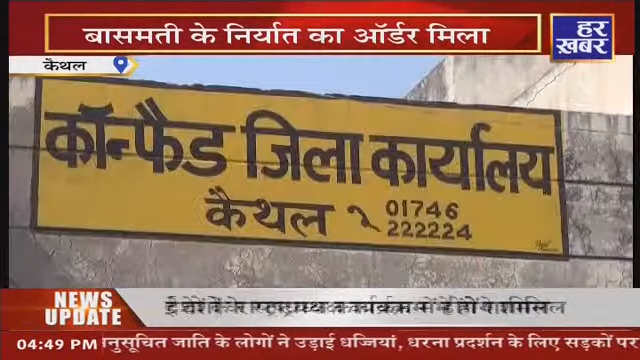 बासमती के निर्यात का ऑर्डर मिला
हर
ख़बर
कैथल
कॉन्फैड जिला कार्यालय
कैथल
01746
222224
NEWS
UPDATE
04:49 PM
नुसूचित जाति के लोगों ने उड़ाई धज्जियां, धरना प्रदर्शन के लिए सड़कों पर